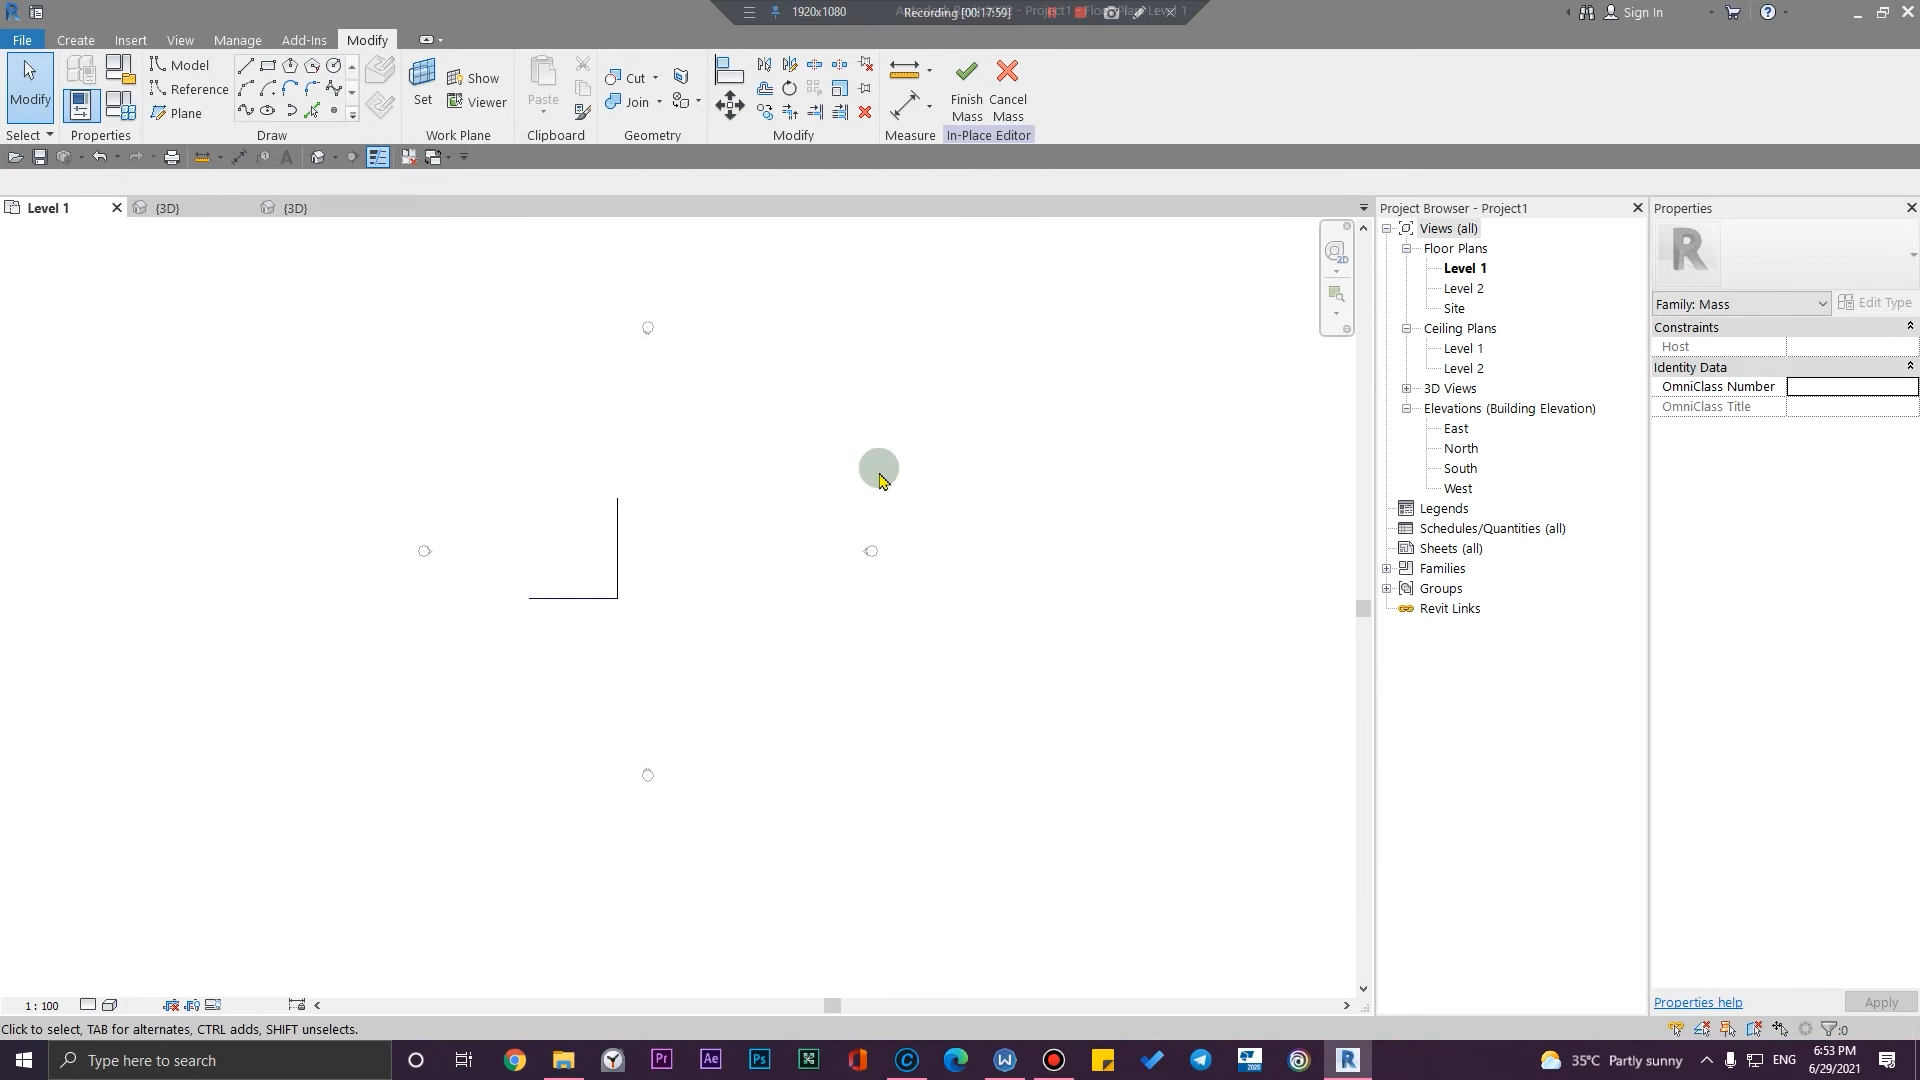 1920x1080
Recording [00:17:59]
Sign In
File
Create
Insert
View
Manage
Add-Ins
Modify
Modify
Select
Properties
Model
Reference
Plane
Draw
Set
Show
Viewer
Work Plane
Paste
Clipboard
Cut
Join
Geometry
Modify
Measure
Finish Mass
Cancel Mass
In-Place Editor
Level 1
{3D}
{3D}
2D
Project Browser - Project1
Views (all)
Floor Plans
Level 1
Level 2
Site
Ceiling Plans
Level 1
Level 2
3D Views
Elevations (Building Elevation)
East
North
South
West
Legends
Schedules/Quantities (all)
Sheets (all)
Families
Groups
Revit Links
Properties
Family: Mass
Edit Type
Constraints
Host
Identity Data
OmniClass Number
OmniClass Title
Properties help
Apply
1 : 100
Click to select, TAB for alternates, CTRL adds, SHIFT unselects.
:0
Type here to search
Pr
Ae
Ps
2020
35°C Partly sunny
ENG
6:53 PM
6/29/2021